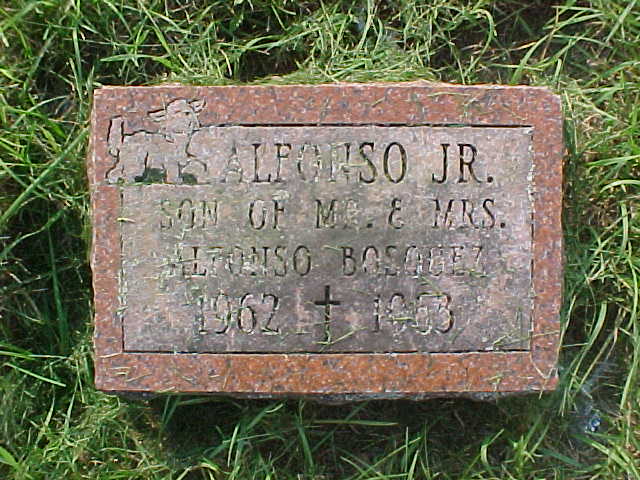 ALFONSO JR.
SON OF MR. & MRS.
ALFONSO BOSQUEZ
1962 1963